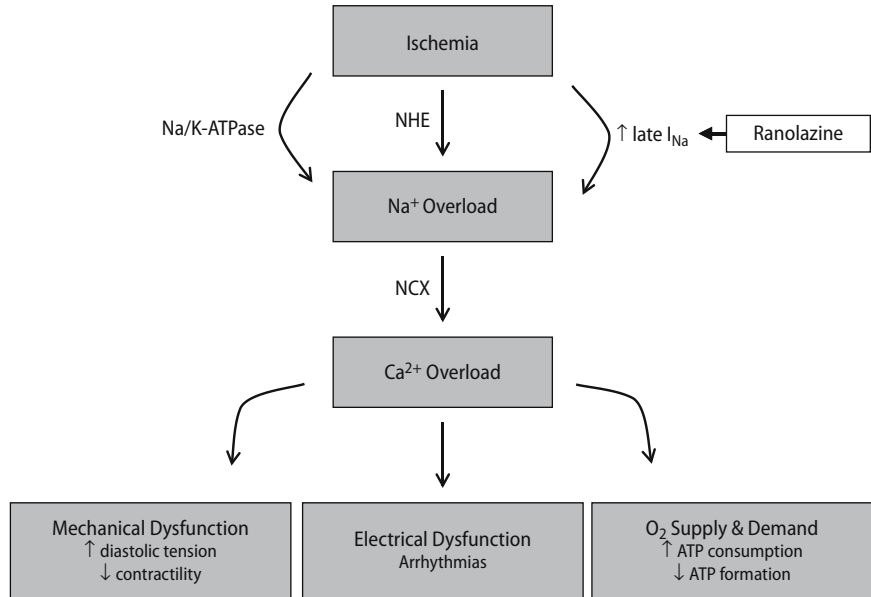 Ischemia
Na/K-ATPase
NHE
↑ late I_Na
Ranolazine
Na⁺ Overload
NCX
Ca²⁺ Overload
Mechanical Dysfunction
↑ diastolic tension
↓ contractility
Electrical Dysfunction
Arrhythmias
O₂ Supply & Demand
↑ ATP consumption
↓ ATP formation